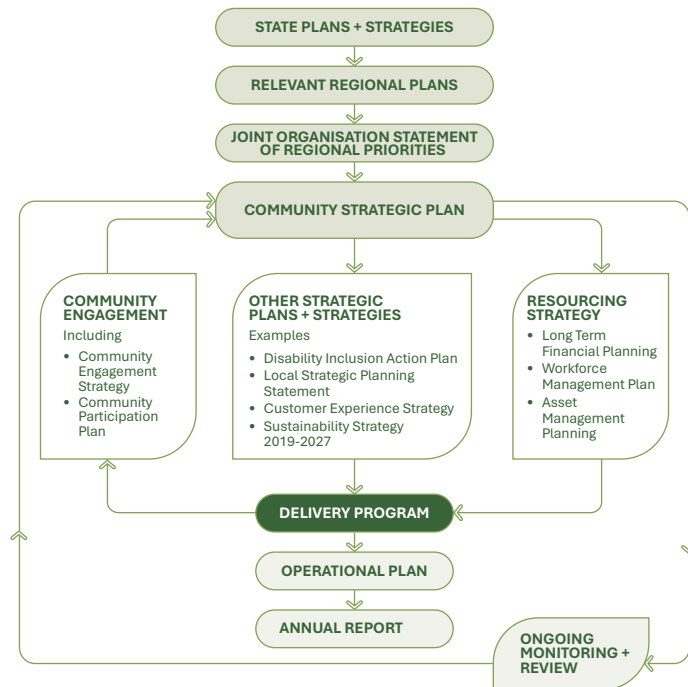 STATE PLANS + STRATEGIES
RELEVANT REGIONAL PLANS
JOINT ORGANISATION STATEMENT
OF REGIONAL PRIORITIES
COMMUNITY STRATEGIC PLAN
COMMUNITY
ENGAGEMENT
Including
• Community
Engagement
Strategy
• Community
Participation
Plan
OTHER STRATEGIC
PLANS + STRATEGIES
Examples
• Disability Inclusion Action Plan
• Local Strategic Planning
Statement
• Customer Experience Strategy
• Sustainability Strategy
2019-2027
RESOURCING
STRATEGY
• Long Term
Financial Planning
• Workforce
Management Plan
• Asset
Management
Planning
DELIVERY PROGRAM
OPERATIONAL PLAN
ANNUAL REPORT
ONGOING
MONITORING +
REVIEW